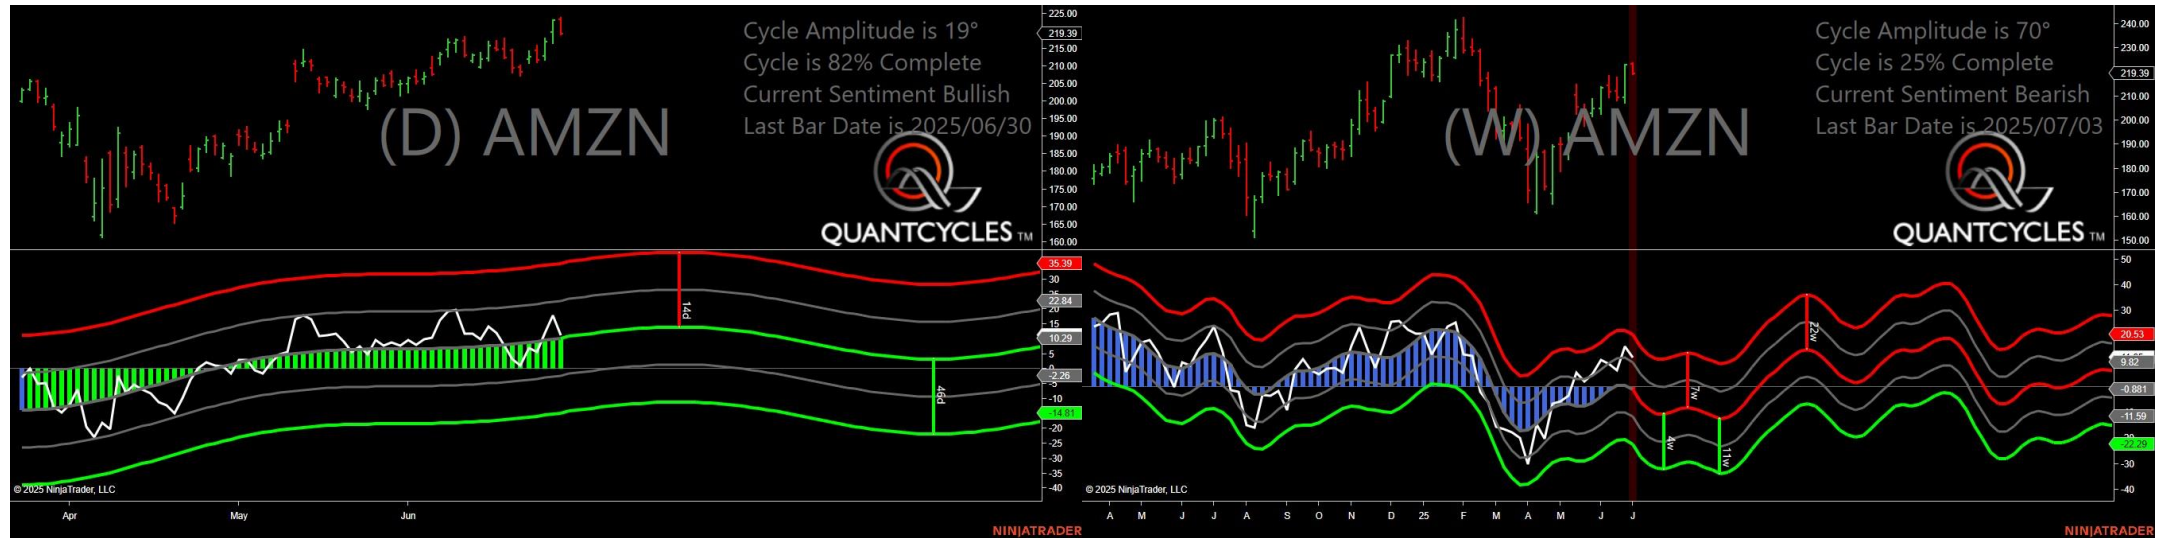 Cycle Amplitude is 19°
Cycle is 82% Complete
Current Sentiment Bullish
Last Bar Date is 2025/06/30
(D) AMZN
QUANTCYCLES TM
225.00
219.39
215.00
210.00
205.00
200.00
195.00
190.00
185.00
180.00
175.00
170.00
165.00
160.00
35.39
30
22.84
20
15
10.29
5
0
-2.26
-5
-10
-14.81
-20
-25
-30
-35
-40
14d
46d
© 2025 NinjaTrader, LLC
Apr May Jun
NINJATRADER
Cycle Amplitude is 70°
Cycle is 25% Complete
Current Sentiment Bearish
Last Bar Date is 2025/07/03
(W) AMZN
QUANTCYCLES TM
240.00
230.00
219.39
210.00
200.00
190.00
180.00
170.00
160.00
150.00
50
40
30
20.53
9.82
-0.881
-11.59
-22.29
-30
-40
22w
7w
4w
11w
© 2025 NinjaTrader, LLC
A M J J A S O N D 25 F M A M J J
NINJATRADER